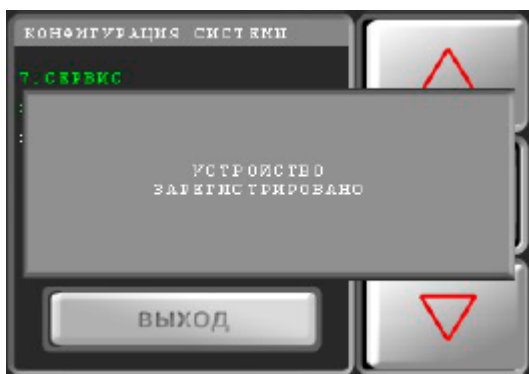 КОНФИГУРАЦИЯ СИСТЕМЫ
7.СЕРВИС
УСТРОЙСТВО
ЗАРЕГИСТРИРОВАНО
ВЫХОД